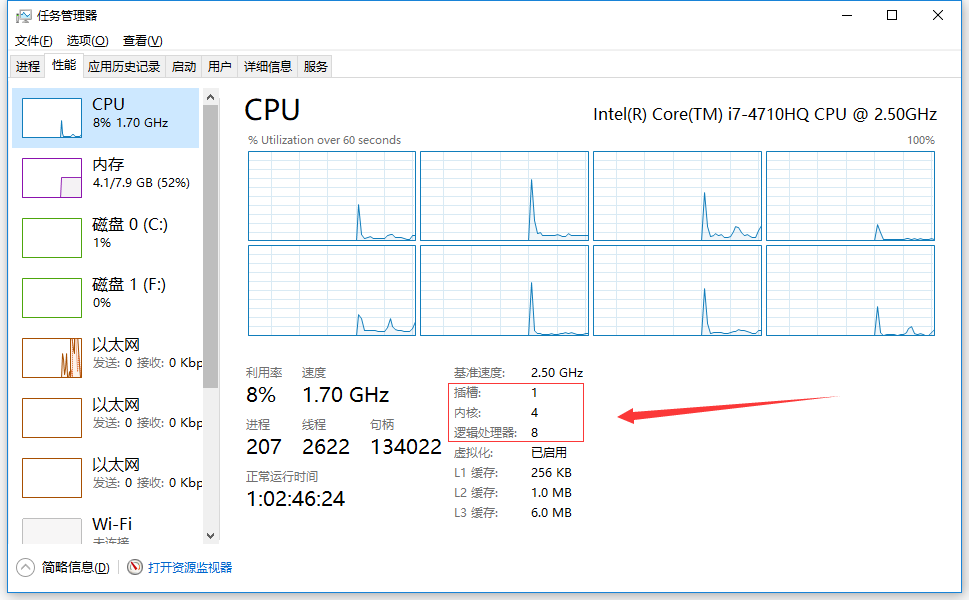 任务管理器
文件(F) 选项(O) 查看(V)
进程 性能 应用历史记录 启动 用户 详细信息 服务
CPU
8% 1.70 GHz
内存
4.1/7.9 GB (52%)
磁盘 0 (C:)
1%
磁盘 1 (F:)
0%
以太网
发送: 0 接收: 0 Kbp
以太网
发送: 0 接收: 0 Kbp
以太网
发送: 0 接收: 0 Kbp
Wi-Fi
未连接
CPU
Intel(R) Core(TM) i7-4710HQ CPU @ 2.50GHz
% Utilization over 60 seconds
100%
利用率 速度
8% 1.70 GHz
进程 线程 句柄
207 2622 134022
正常运行时间
1:02:46:24
基准速度: 2.50 GHz
插槽: 1
内核: 4
逻辑处理器: 8
虚拟化: 已启用
L1 缓存: 256 KB
L2 缓存: 1.0 MB
L3 缓存: 6.0 MB
简略信息(D) 打开资源监视器